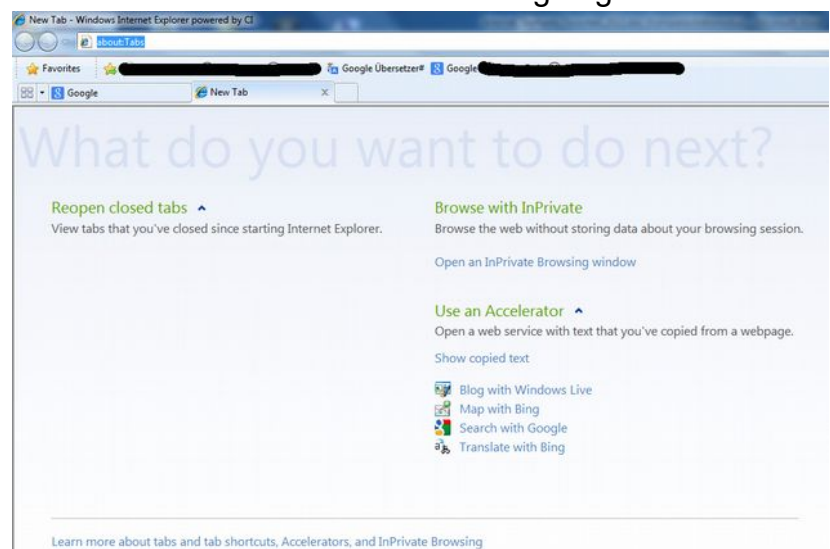 New Tab - Windows Internet Explorer powered by CI
about:Tabs
Favorites Google Übersetzer# Google
Google New Tab x
What do you want to do next?
Reopen closed tabs
View tabs that you've closed since starting Internet Explorer.
Browse with InPrivate
Browse the web without storing data about your browsing session.
Open an InPrivate Browsing window
Use an Accelerator
Open a web service with text that you've copied from a webpage.
Show copied text
Blog with Windows Live
Map with Bing
Search with Google
Translate with Bing
Learn more about tabs and tab shortcuts, Accelerators, and InPrivate Browsing